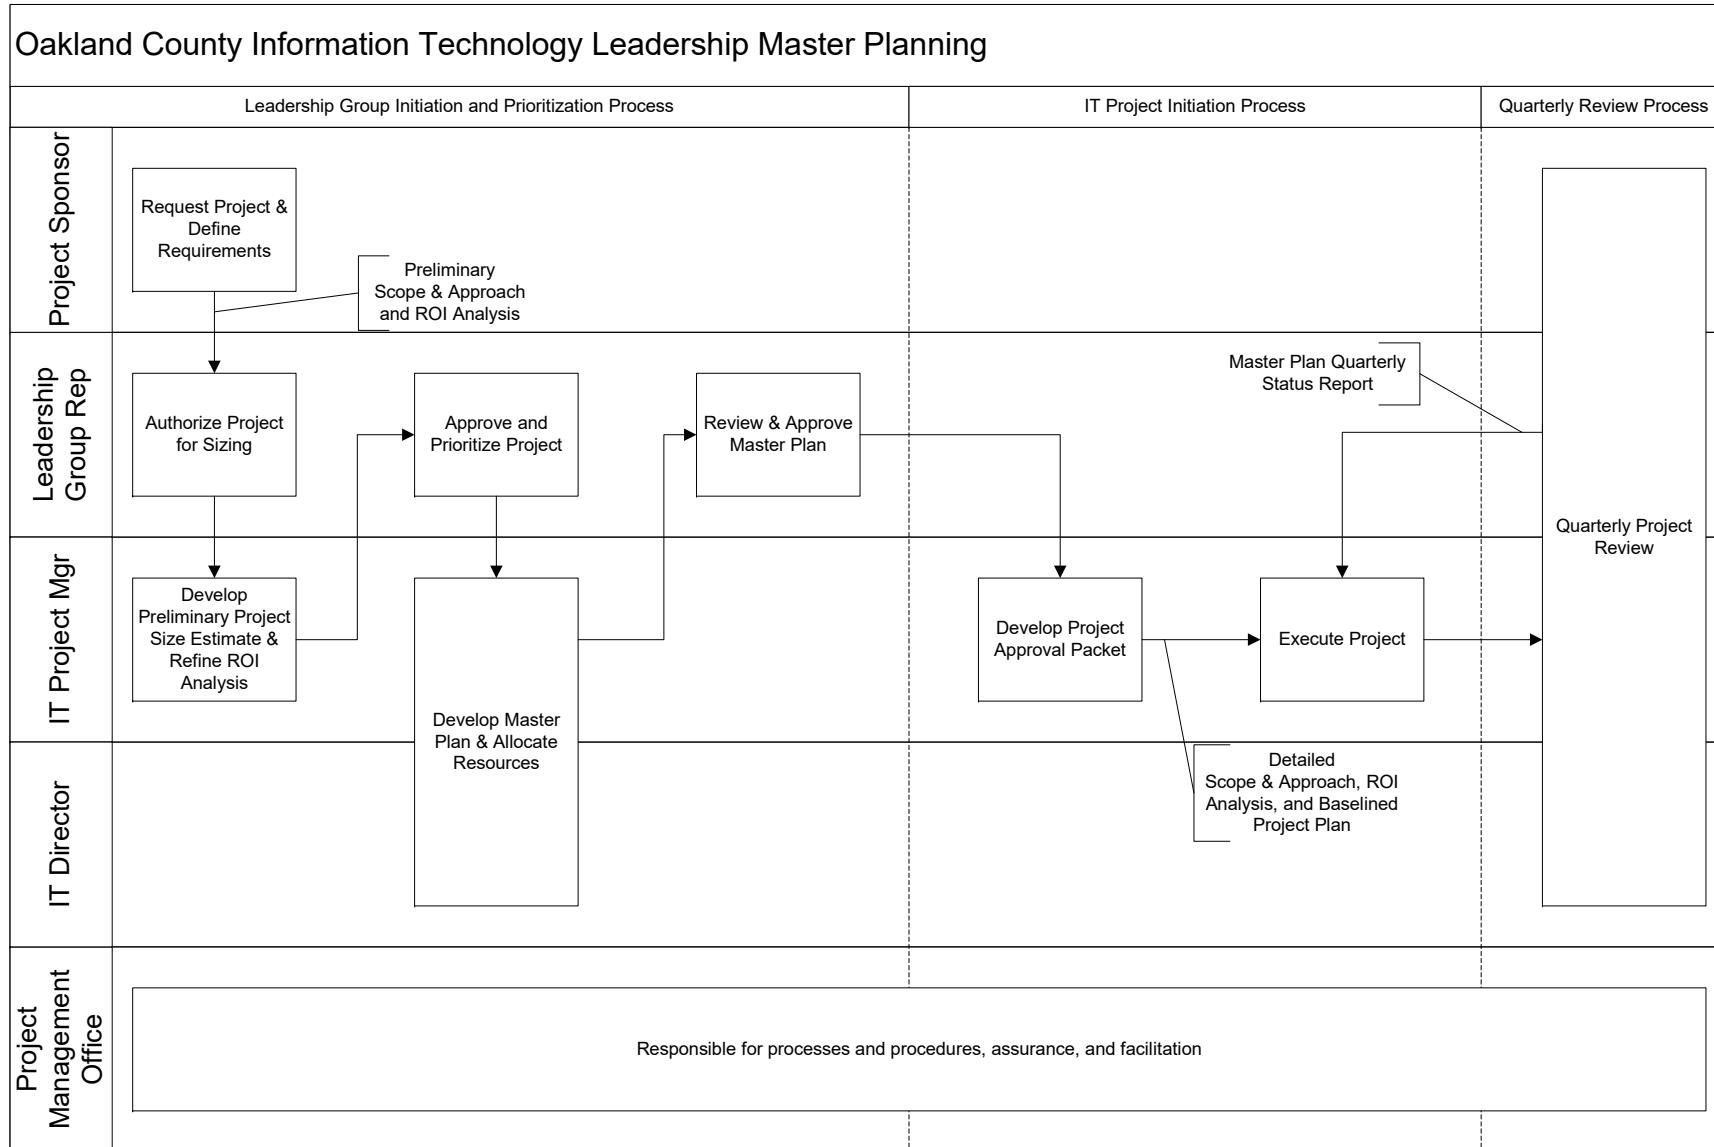 Oakland County Information Technology Leadership Master Planning
Leadership Group Initiation and Prioritization Process
IT Project Initiation Process
Quarterly Review Process
Project Sponsor
Request Project &
Define
Requirements
Preliminary
Scope & Approach
and ROI Analysis
Leadership
Group Rep
Authorize Project
for Sizing
Approve and
Prioritize Project
Review & Approve
Master Plan
Master Plan Quarterly
Status Report
Quarterly Project
Review
IT Project Mgr
Develop
Preliminary Project
Size Estimate &
Refine ROI
Analysis
Develop Master
Plan & Allocate
Resources
Develop Project
Approval Packet
Execute Project
IT Director
Detailed
Scope & Approach, ROI
Analysis, and Baselined
Project Plan
Project
Management
Office
Responsible for processes and procedures, assurance, and facilitation